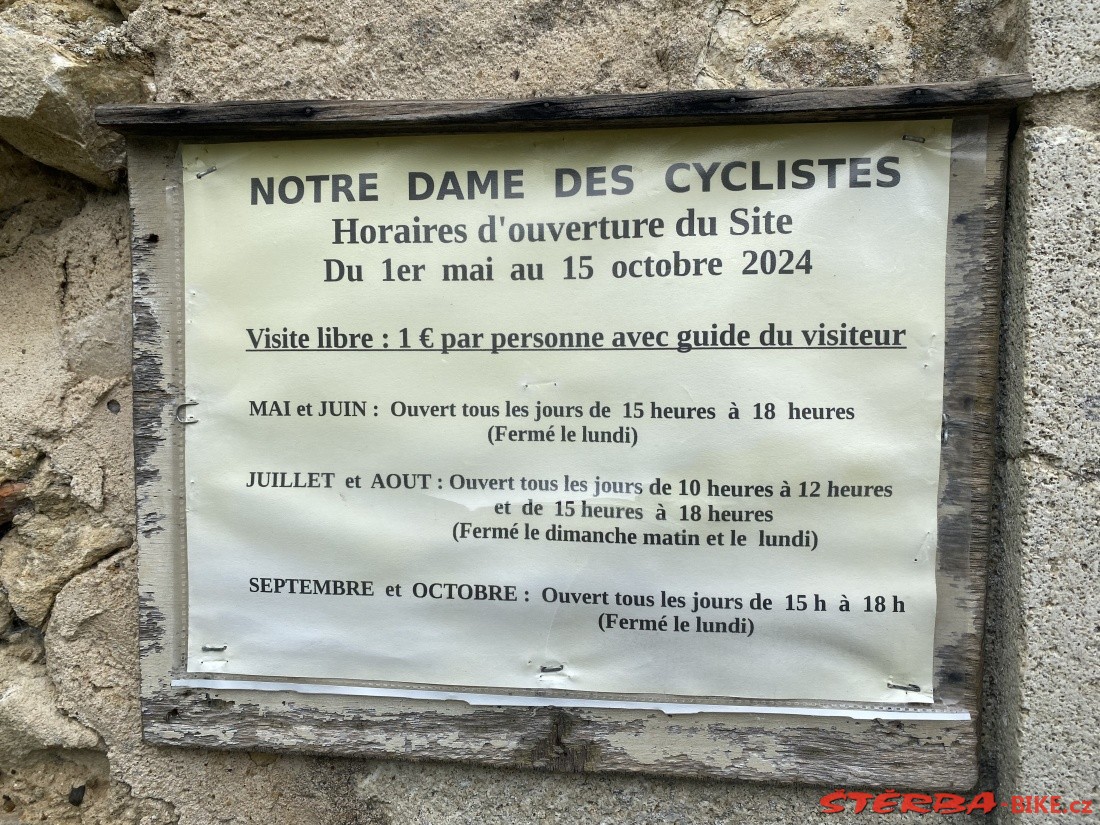 NOTRE DAME DES CYCLISTES
Horaires d'ouverture du Site
Du 1er mai au 15 octobre 2024
Visite libre : 1 € par personne avec guide du visiteur
MAI et JUIN : Ouvert tous les jours de 15 heures à 18 heures
(Fermé le lundi)
JUILLET et AOUT : Ouvert tous les jours de 10 heures à 12 heures
et de 15 heures à 18 heures
(Fermé le dimanche matin et le lundi)
SEPTEMBRE et OCTOBRE : Ouvert tous les jours de 15 h à 18 h
(Fermé le lundi)
ŠTĚRBA-BIKE.cz